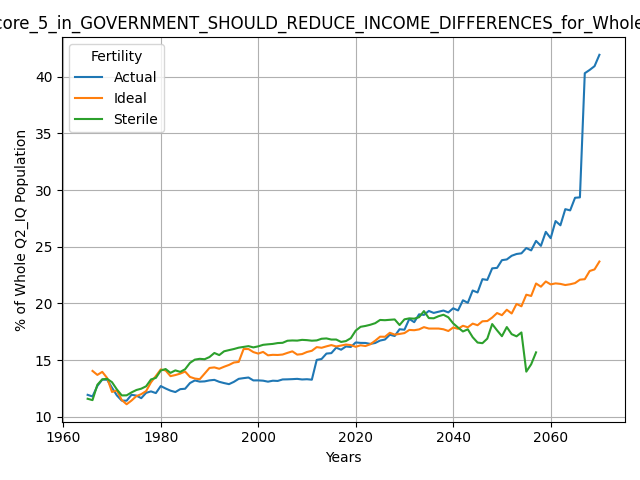 core_5_in_GOVERNMENT_SHOULD_REDUCE_INCOME_DIFFERENCES_for_Whole
Fertility
Actual
Ideal
Sterile
40
35
30
25
20
15
10
% of Whole Q2_IQ Population
1960
1980
2000
2020
2040
2060
Years